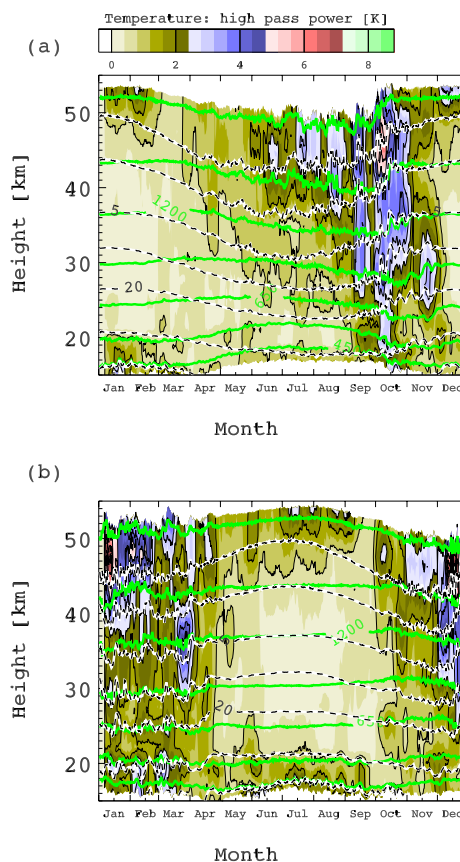 Temperature: high pass power [K]
0 2 4 6 8
(a)
50
40
1200
5
30
20
20
45
Jan Feb Mar Apr May Jun Jul Aug Sep Oct Nov Dec
Height [km]
Month
(b)
50
40
1200
30
20
65
20
Jan Feb Mar Apr May Jun Jul Aug Sep Oct Nov Dec
Height [km]
Month